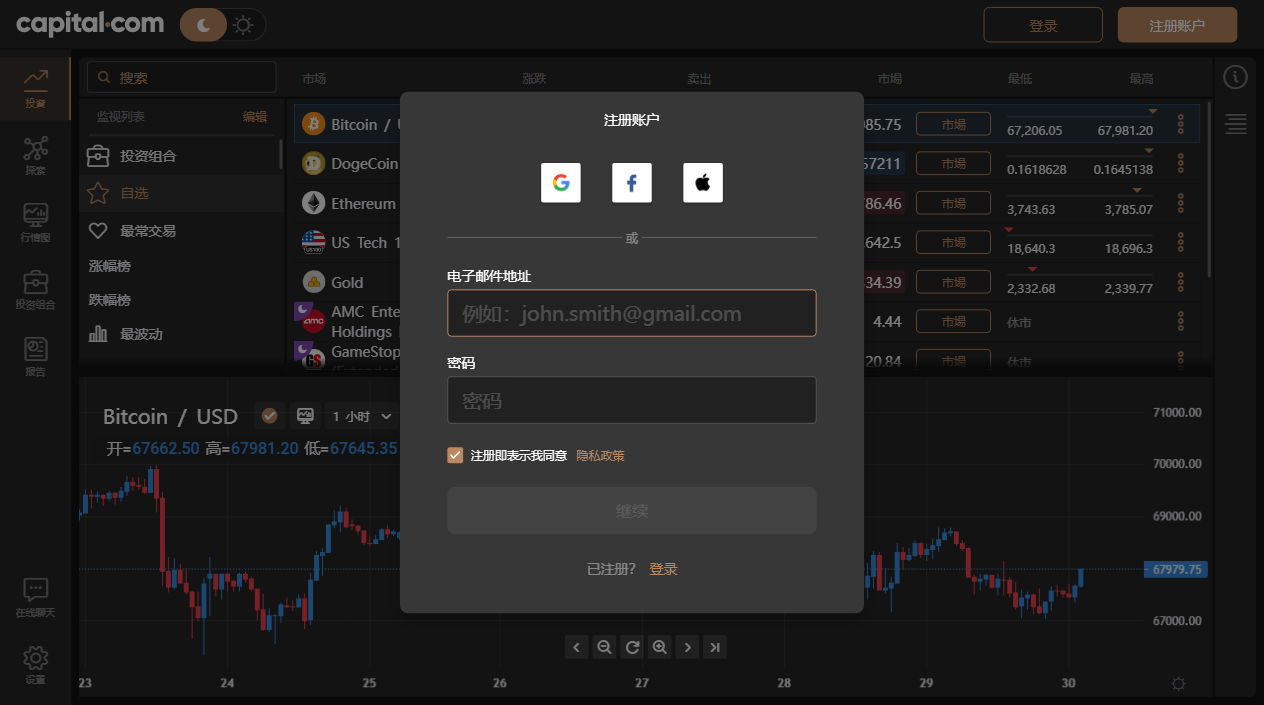 capital.com
登录
注册账户
投资
探索
行情图
投资组合
报告
在线聊天
设置
搜索
监视列表
编辑
投资组合
自选
最常交易
涨幅榜
跌幅榜
最波动
市场
涨跌
卖出
市場
最低
最高
Bitcoin /
85.75
市場
67,206.05
67,981.20
DogeCoin
57211
市場
0.1618628
0.1645138
Ethereum
786.46
市場
3,743.63
3,785.07
US Tech 1
642.5
市場
18,640.3
18,696.3
Gold
34.39
市場
2,332.68
2,339.77
AMC Ente
Holdings
4.44
市場
休市
GameStop
20.84
市場
休市
注册账户
或
电子邮件地址
例如：john.smith@gmail.com
密码
密码
注册即表示我同意 隐私政策
继续
已注册？ 登录
Bitcoin / USD
1 小时
开=67662.50 高=67981.20 低=67645.35
71000.00
70000.00
69000.00
67979.75
67000.00
23
24
25
26
27
28
29
30